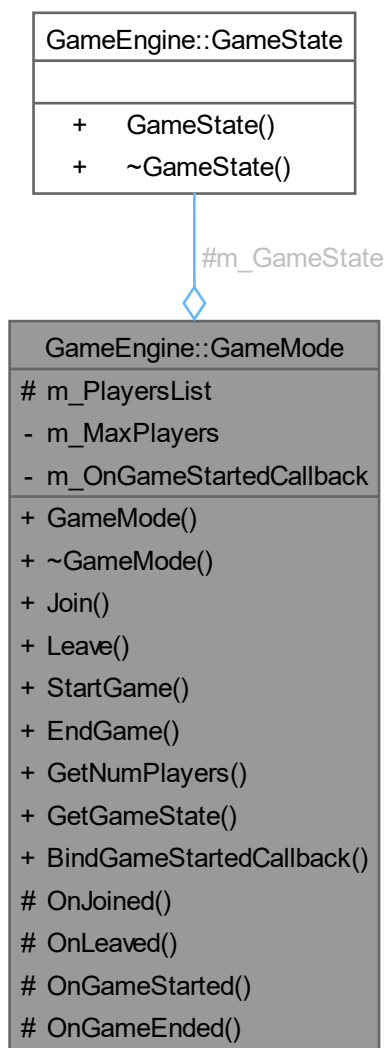 GameEngine::GameState
+ GameState()
+ ~GameState()
#m_GameState
GameEngine::GameMode
# m_PlayersList
- m_MaxPlayers
- m_OnGameStartedCallback
+ GameMode()
+ ~GameMode()
+ Join()
+ Leave()
+ StartGame()
+ EndGame()
+ GetNumPlayers()
+ GetGameState()
+ BindGameStartedCallback()
# OnJoined()
# OnLeaved()
# OnGameStarted()
# OnGameEnded()